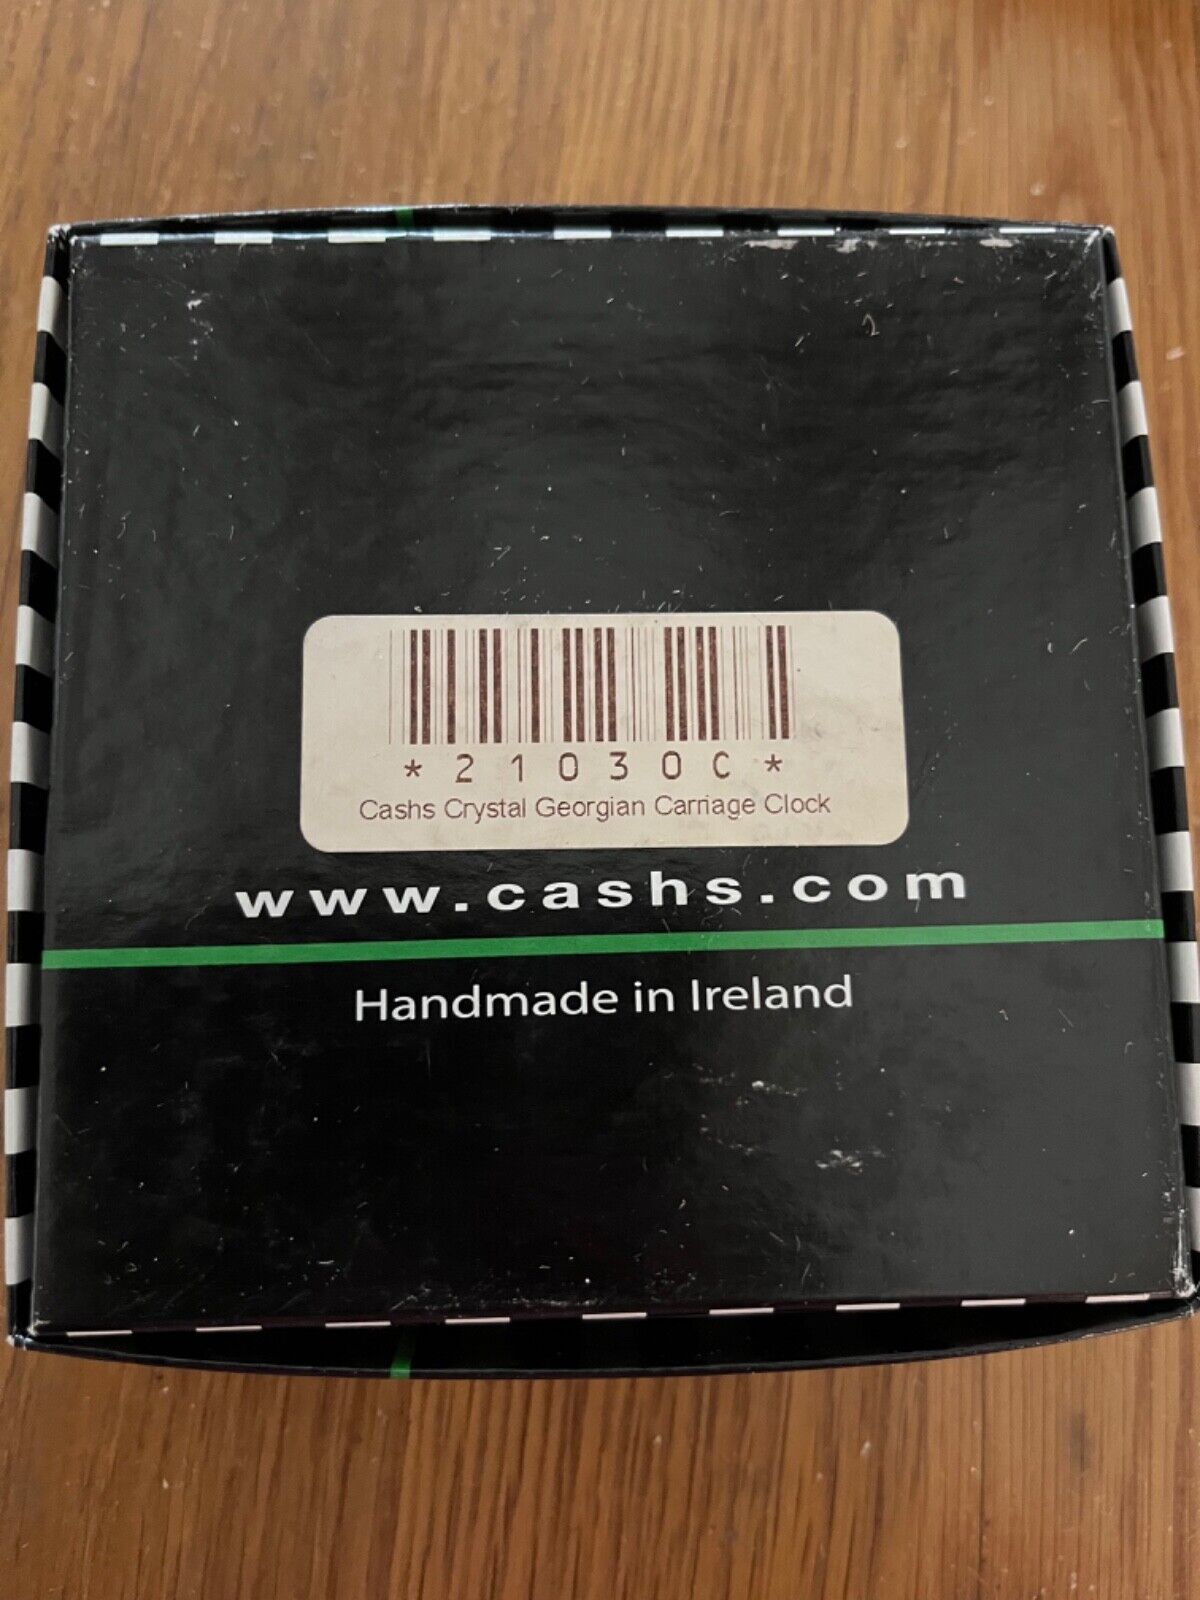 *21030C*
Cashs Crystal Georgian Carriage Clock
www.cashs.com
Handmade in Ireland